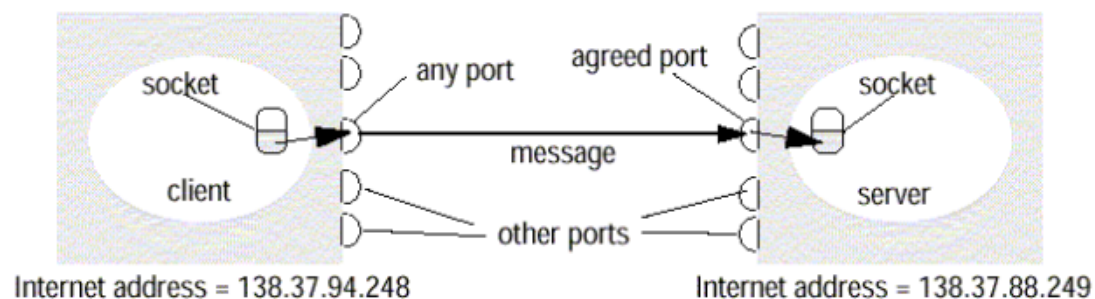 socket
any port
agreed port
socket
message
client
server
other ports
Internet address = 138.37.94.248
Internet address = 138.37.88.249